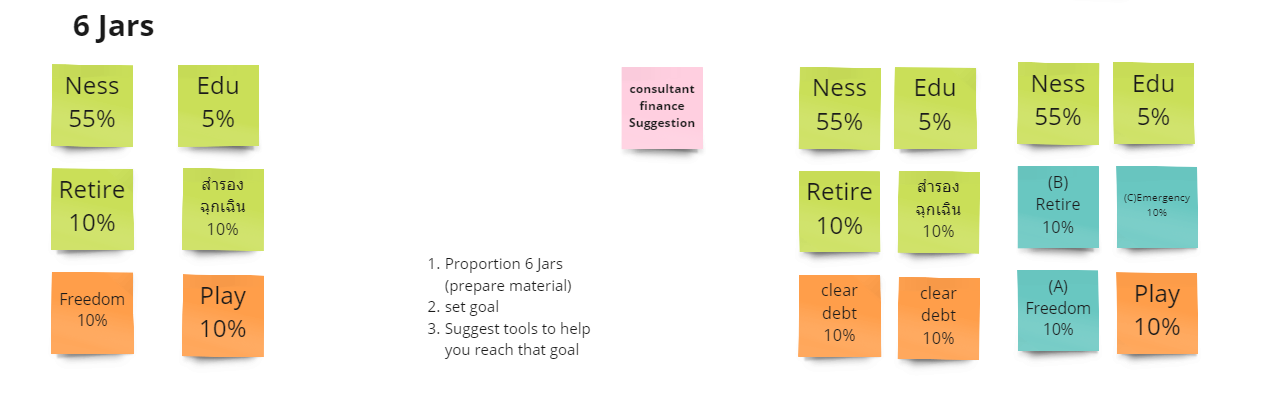 6 Jars
Ness
55%
Edu
5%
Retire
10%
สำรอง
ฉุกเฉิน
10%
Freedom
10%
Play
10%
1. Proportion 6 Jars
(prepare material)
2. set goal
3. Suggest tools to help
you reach that goal
consultant
finance
Suggestion
Ness
55%
Edu
5%
Retire
10%
สำรอง
ฉุกเฉิน
10%
clear
debt
10%
clear
debt
10%
Ness
55%
Edu
5%
(B)
Retire
10%
(C)Emergency
10%
(A)
Freedom
10%
Play
10%